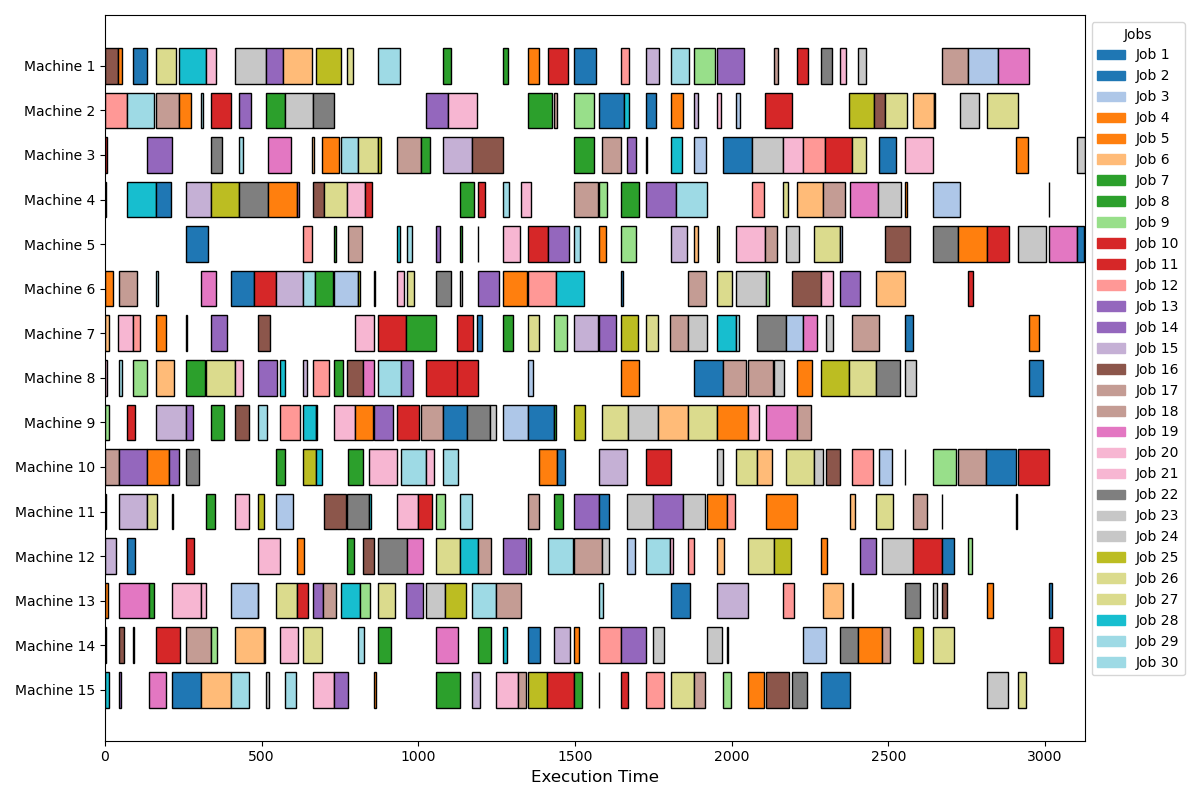 Machine 1
Machine 2
Machine 3
Machine 4
Machine 5
Machine 6
Machine 7
Machine 8
Machine 9
Machine 10
Machine 11
Machine 12
Machine 13
Machine 14
Machine 15
0 500 1000 1500 2000 2500 3000
Execution Time
Jobs
Job 1
Job 2
Job 3
Job 4
Job 5
Job 6
Job 7
Job 8
Job 9
Job 10
Job 11
Job 12
Job 13
Job 14
Job 15
Job 16
Job 17
Job 18
Job 19
Job 20
Job 21
Job 22
Job 23
Job 24
Job 25
Job 26
Job 27
Job 28
Job 29
Job 30